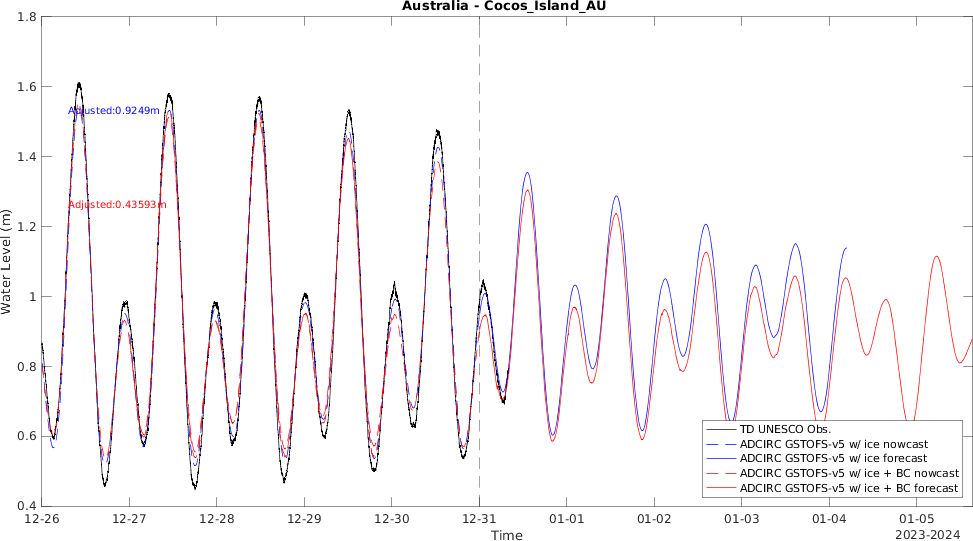 Australia - Cocos_Island_AU
Water Level (m)
1.8
1.6
1.4
1.2
1
0.8
0.6
0.4
Adjusted:0.9249m
Adjusted:0.43593m
TD UNESCO Obs.
ADCIRC GSTOFS-v5 w/ ice nowcast
ADCIRC GSTOFS-v5 w/ ice forecast
ADCIRC GSTOFS-v5 w/ ice + BC nowcast
ADCIRC GSTOFS-v5 w/ ice + BC forecast
12-26 12-27 12-28 12-29 12-30 12-31 01-01 01-02 01-03 01-04 01-05
Time
2023-2024